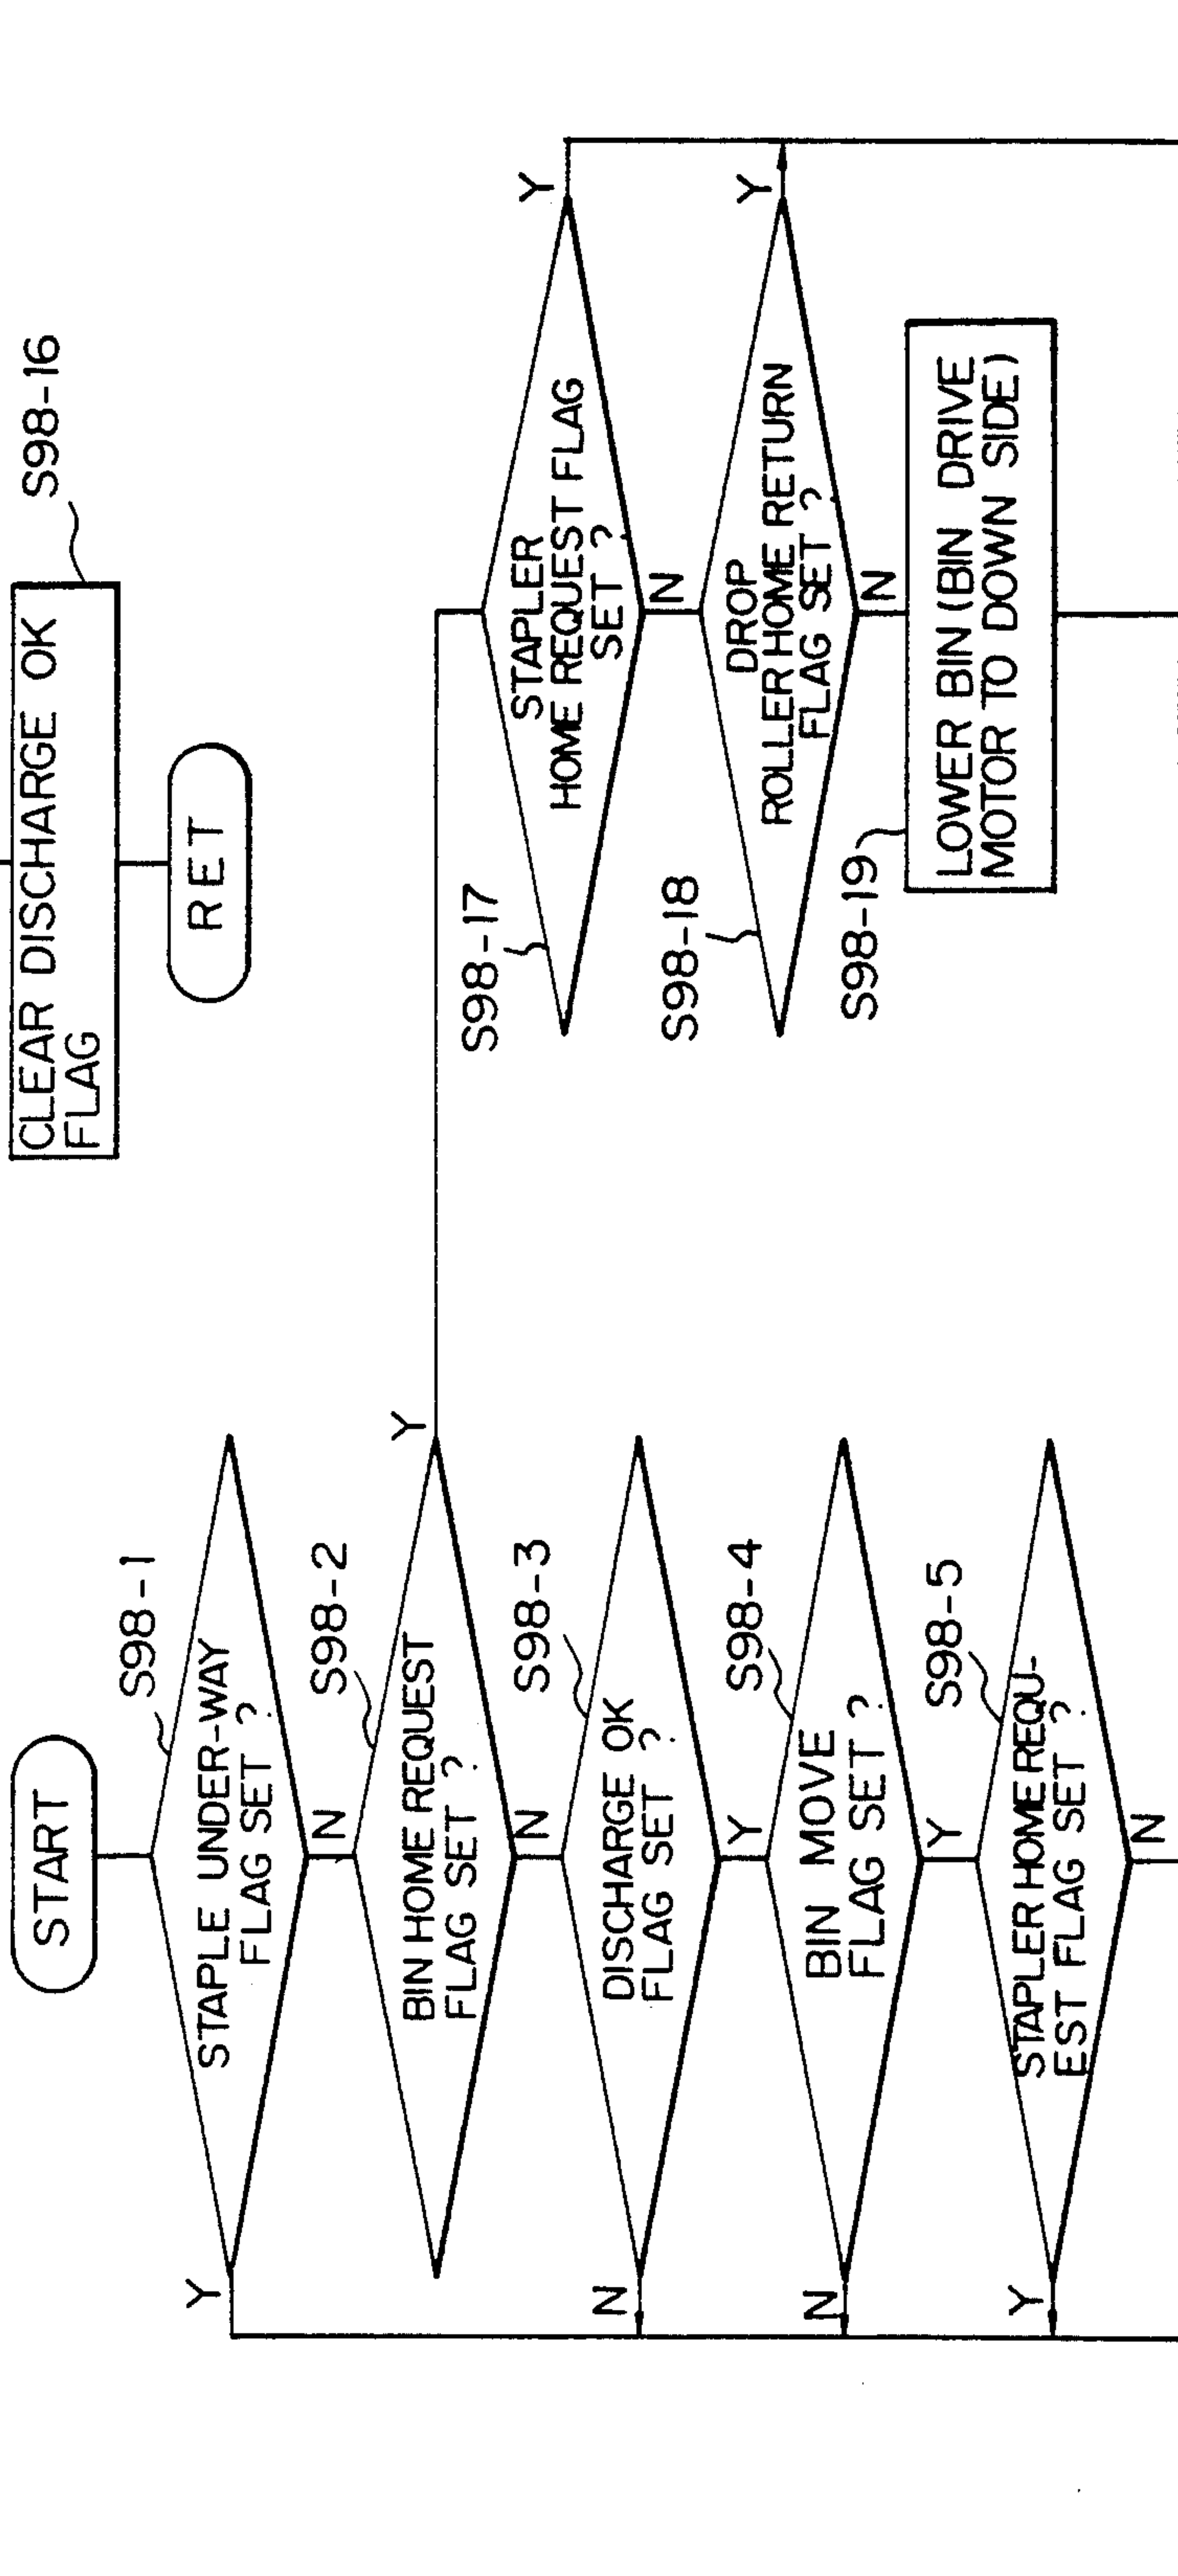 START
S98-1
STAPLE UNDER-WAY
FLAG SET ?
Y
N
S98-2
BIN HOME REQUEST
FLAG SET ?
Y
N
S98-3
DISCHARGE OK
FLAG SET ?
N
Y
S98-4
BIN MOVE
FLAG SET ?
N
Y
S98-5
STAPLER HOME REQU-
EST FLAG SET ?
Y
N
CLEAR DISCHARGE OK
FLAG
S98-16
RET
S98-17
STAPLER
HOME REQUEST FLAG
SET ?
Y
N
S98-18
DROP
ROLLER HOME RETURN
FLAG SET ?
Y
N
S98-19
LOWER BIN (BIN DRIVE
MOTOR TO DOWN SIDE)